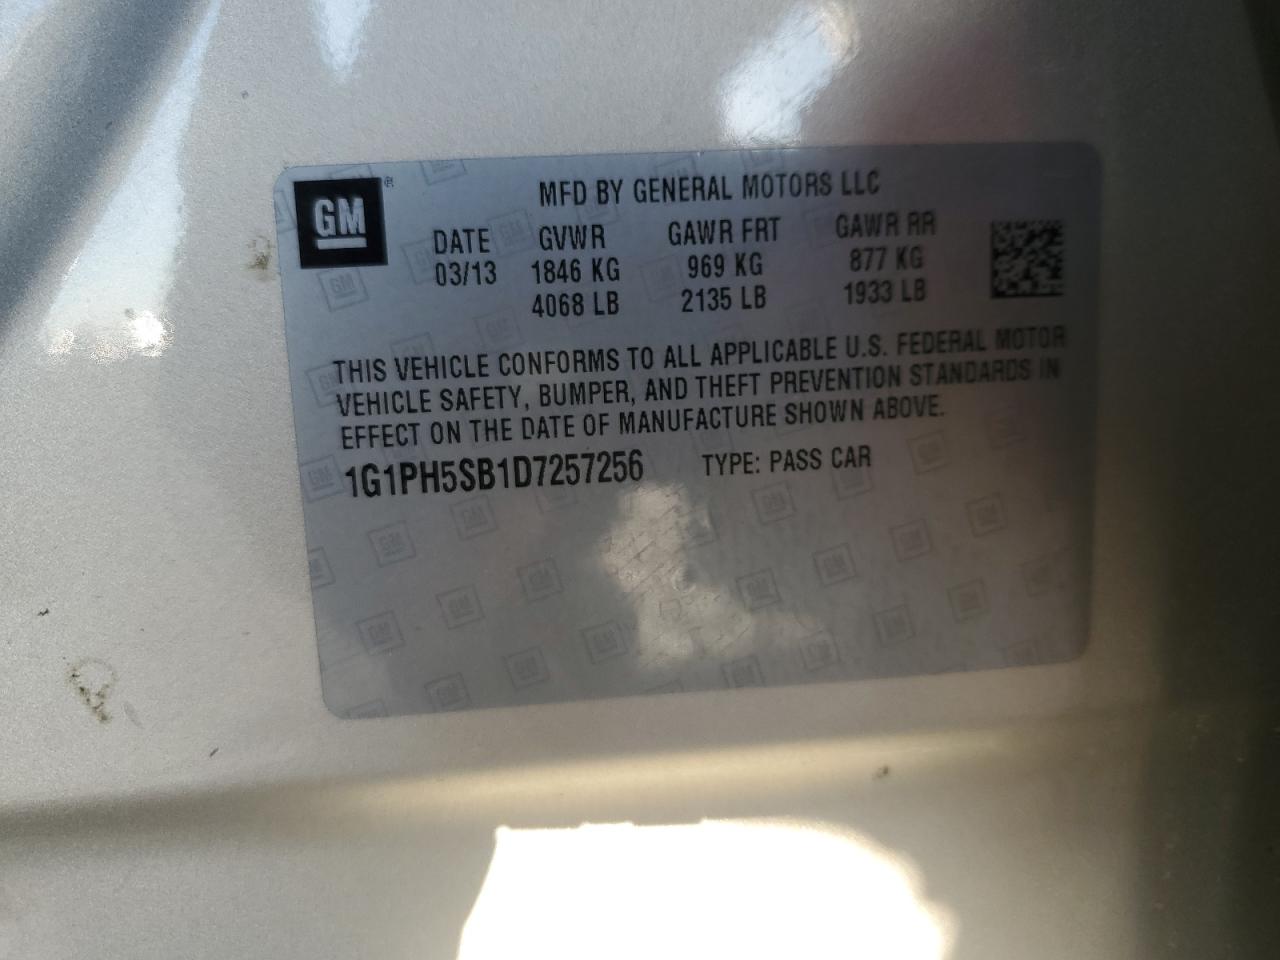 GM
MFD BY GENERAL MOTORS LLC
DATE GVWR GAWR FRT GAWR RR
03/13 1846 KG 969 KG 877 KG
4068 LB 2135 LB 1933 LB
THIS VEHICLE CONFORMS TO ALL APPLICABLE U.S. FEDERAL MOTOR
VEHICLE SAFETY, BUMPER, AND THEFT PREVENTION STANDARDS IN
EFFECT ON THE DATE OF MANUFACTURE SHOWN ABOVE.
1G1PH5SB1D7257256 TYPE: PASS CAR